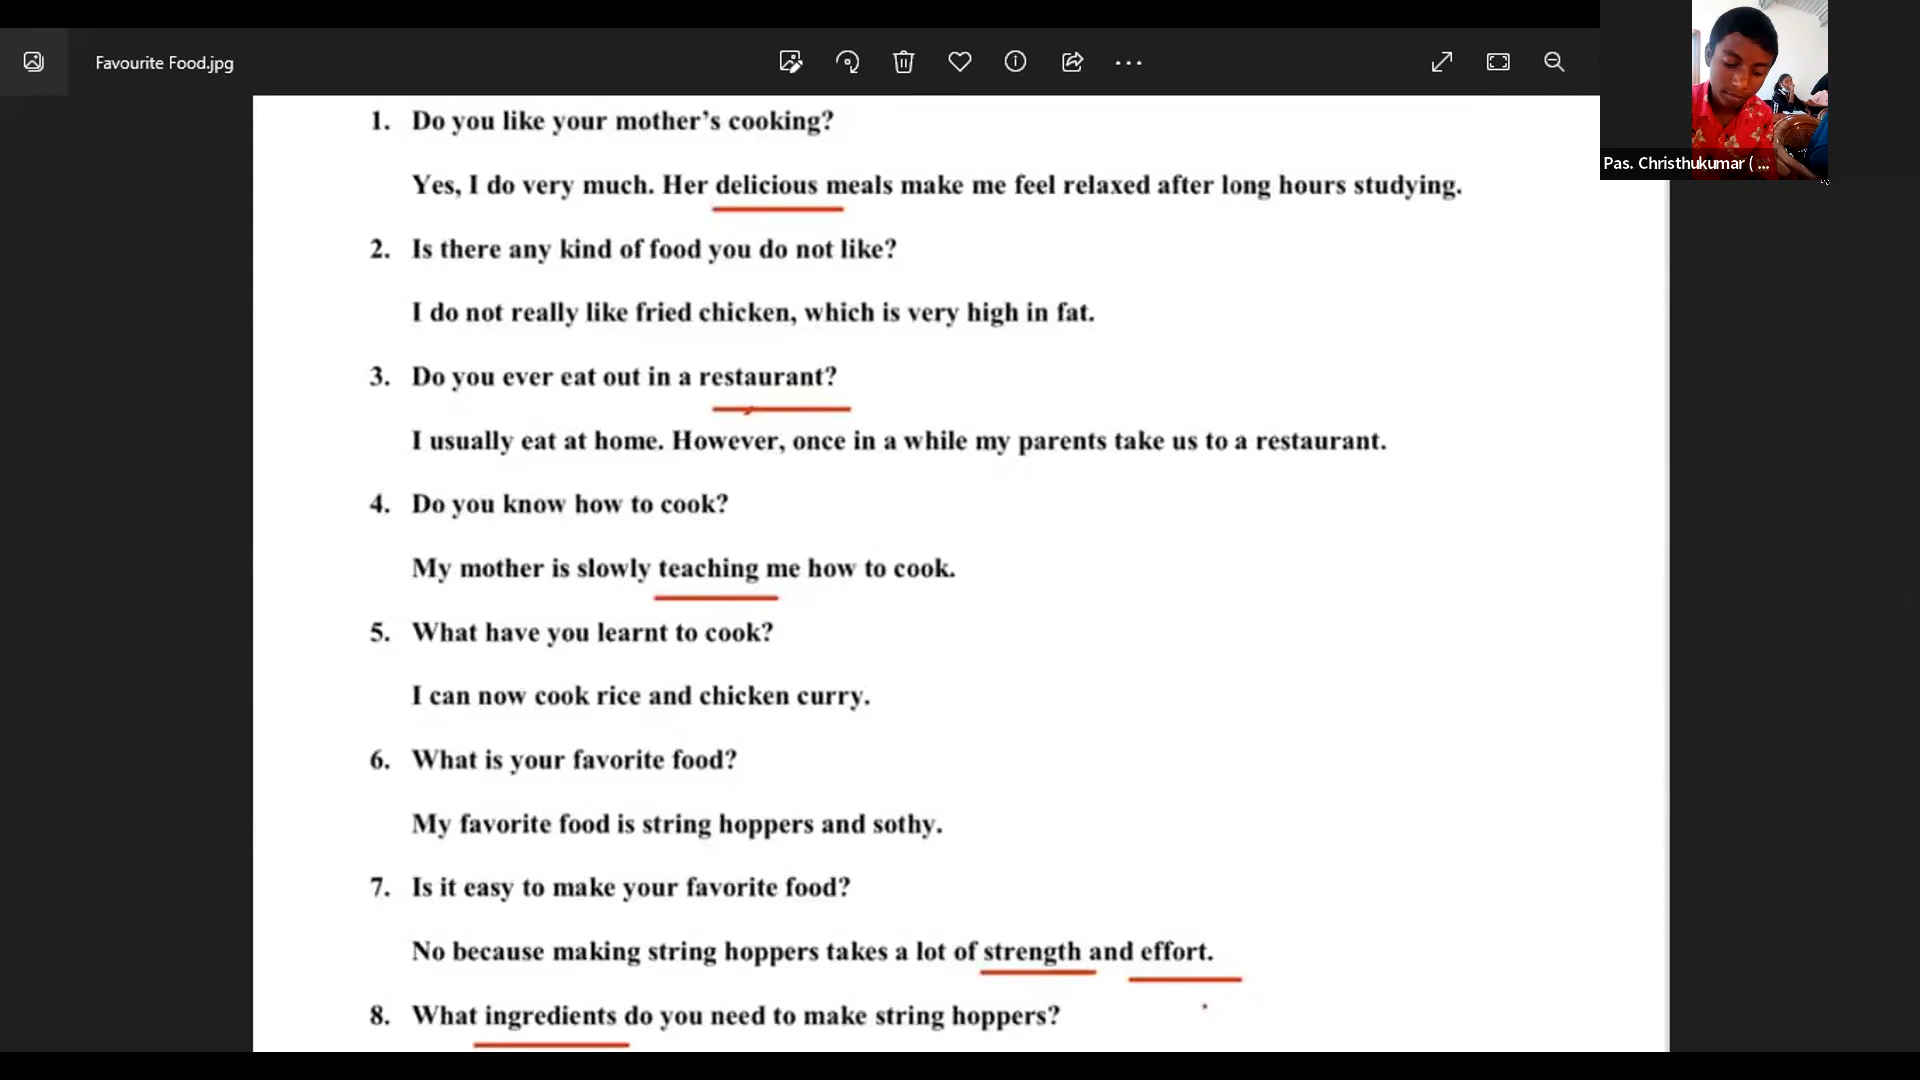 Favourite Food.jpg
Pas. Christhukumar ( ...
1. Do you like your mother's cooking?
Yes, I do very much. Her delicious meals make me feel relaxed after long hours studying.
2. Is there any kind of food you do not like?
I do not really like fried chicken, which is very high in fat.
3. Do you ever eat out in a restaurant?
I usually eat at home. However, once in a while my parents take us to a restaurant.
4. Do you know how to cook?
My mother is slowly teaching me how to cook.
5. What have you learnt to cook?
I can now cook rice and chicken curry.
6. What is your favorite food?
My favorite food is string hoppers and sothy.
7. Is it easy to make your favorite food?
No because making string hoppers takes a lot of strength and effort.
8. What ingredients do you need to make string hoppers?